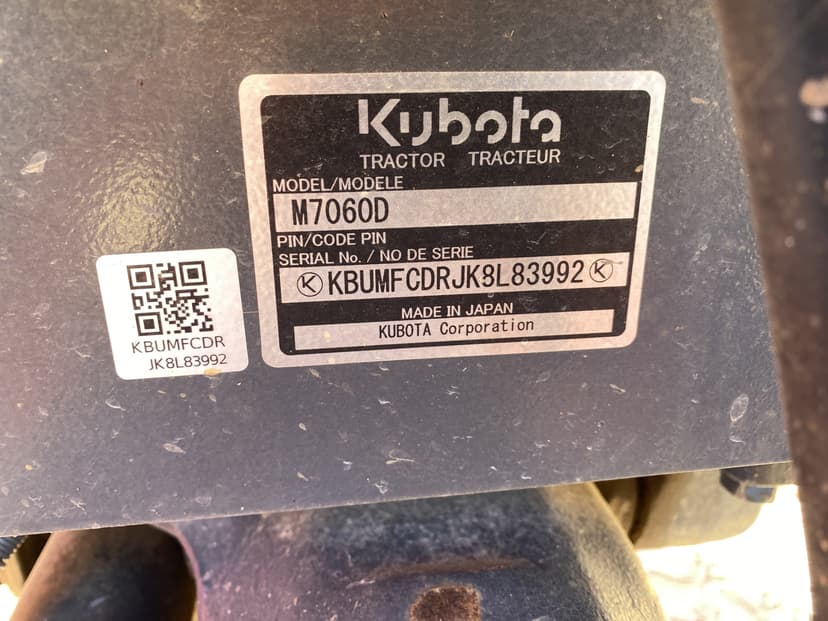 Kubota
TRACTOR TRACTEUR
MODEL/MODELE
M7060D
PIN/CODE PIN
SERIAL No. / NO DE SERIE
KBUMFCDRJK8L83992
MADE IN JAPAN
KUBOTA Corporation
KBUMFCDR
JK8L83992